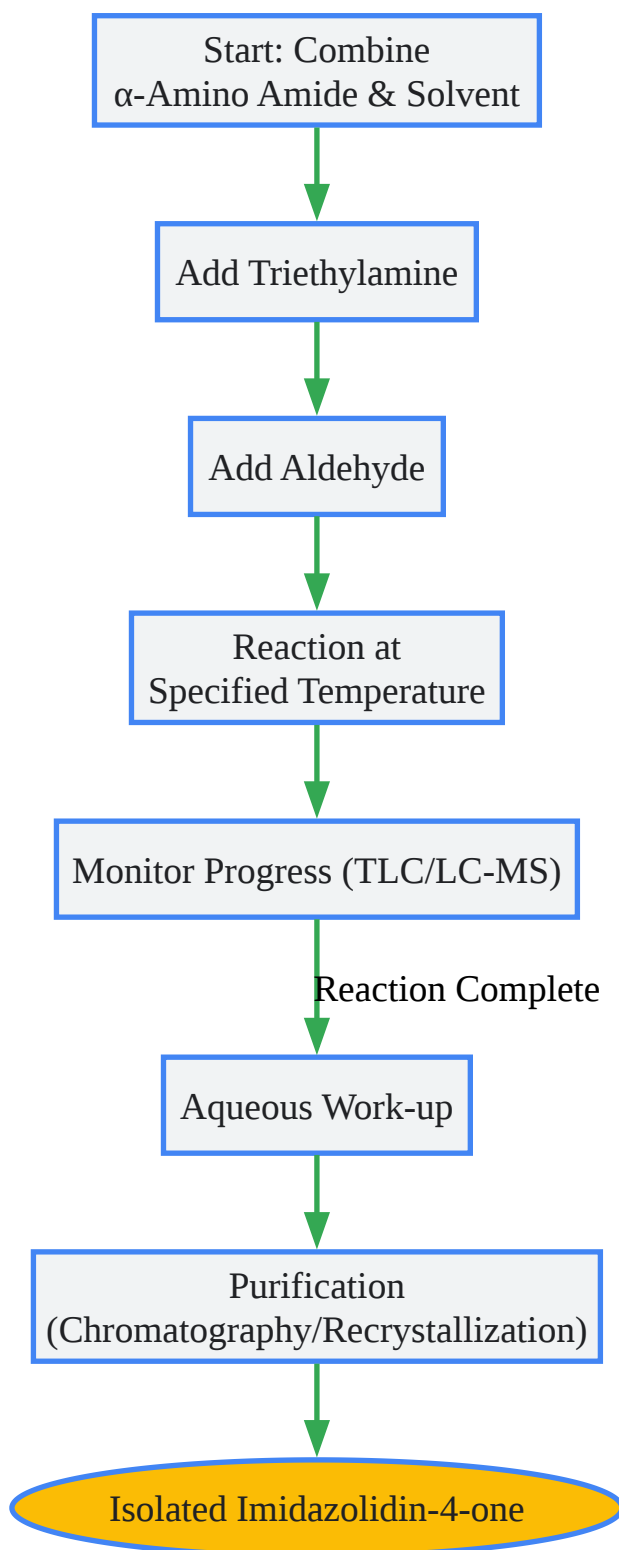 Start: Combine
α-Amino Amide & Solvent
Add Triethylamine
Add Aldehyde
Reaction at
Specified Temperature
Monitor Progress (TLC/LC-MS)
Reaction Complete
Aqueous Work-up
Purification
(Chromatography/Recrystallization)
Isolated Imidazolidin-4-one